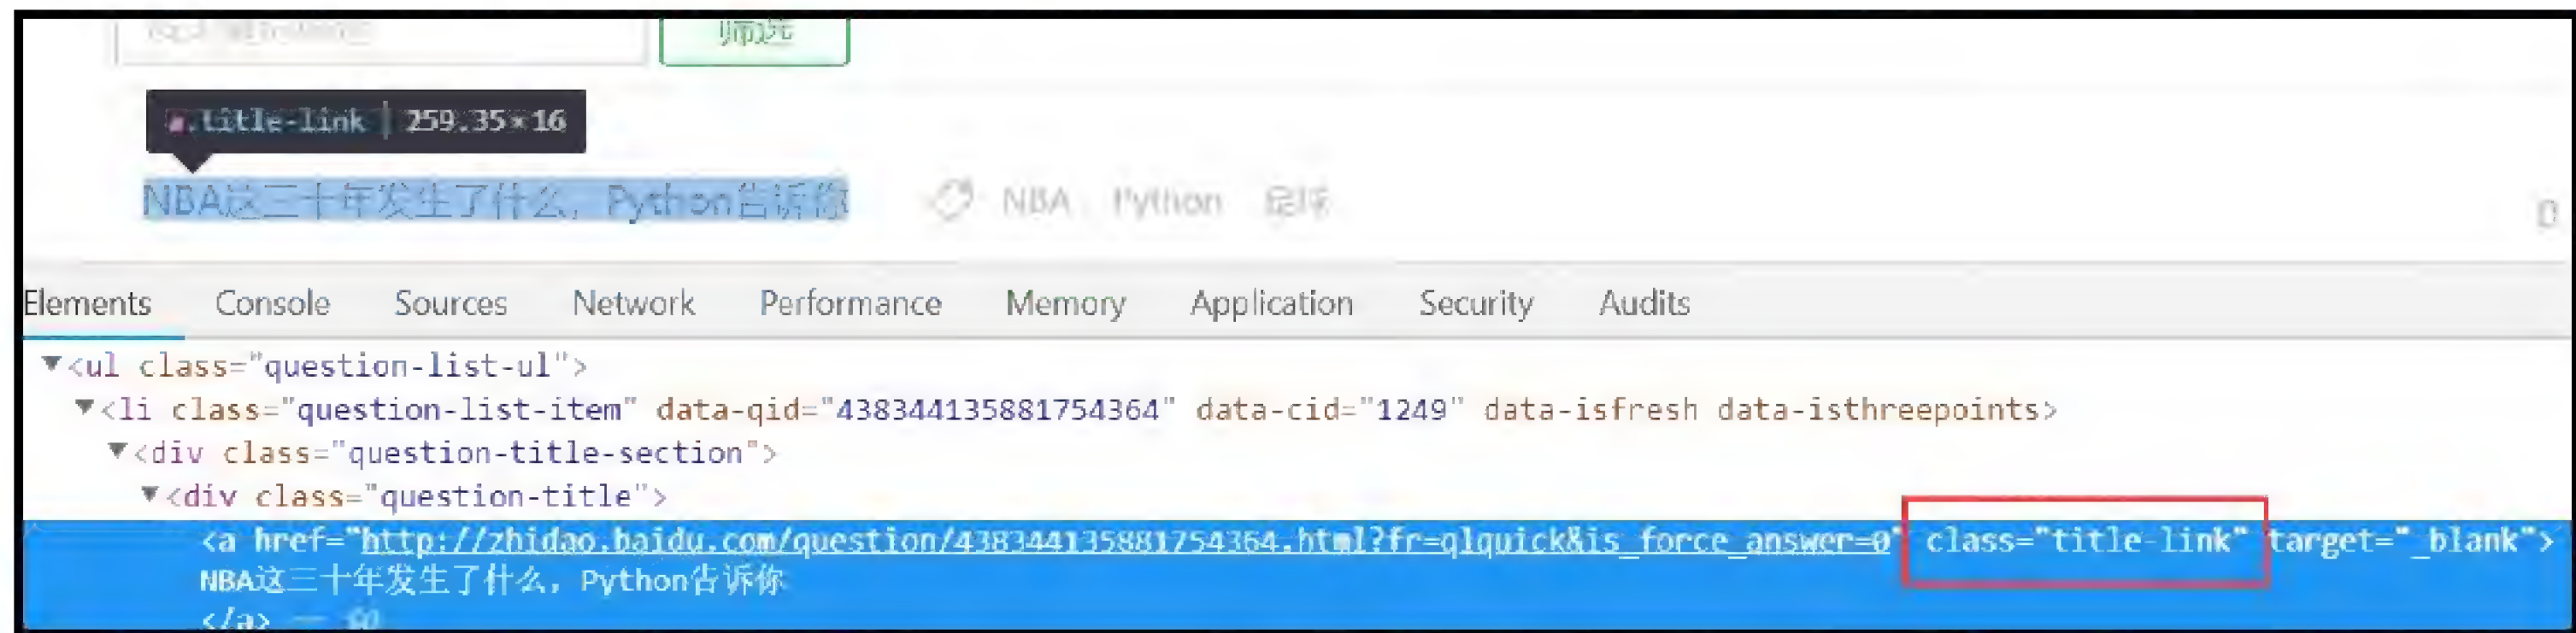 筛选
a.title-link | 259.35×16
NBA这三十年发生了什么，Python告诉你 NBA Python 0
Elements Console Sources Network Performance Memory Application Security Audits
▼<ul class="question-list-ul">
▼<li class="question-list-item" data-qid="438344135881754364" data-cid="1249" data-isfresh data-isthreepoints>
▼<div class="question-title-section">
▼<div class="question-title">
<a href="http://zhidao.baidu.com/question/438344135881754364.html?fr=qlquick&is_force_answer=0" class="title-link" target="_blank">
NBA这三十年发生了什么，Python告诉你
</a>